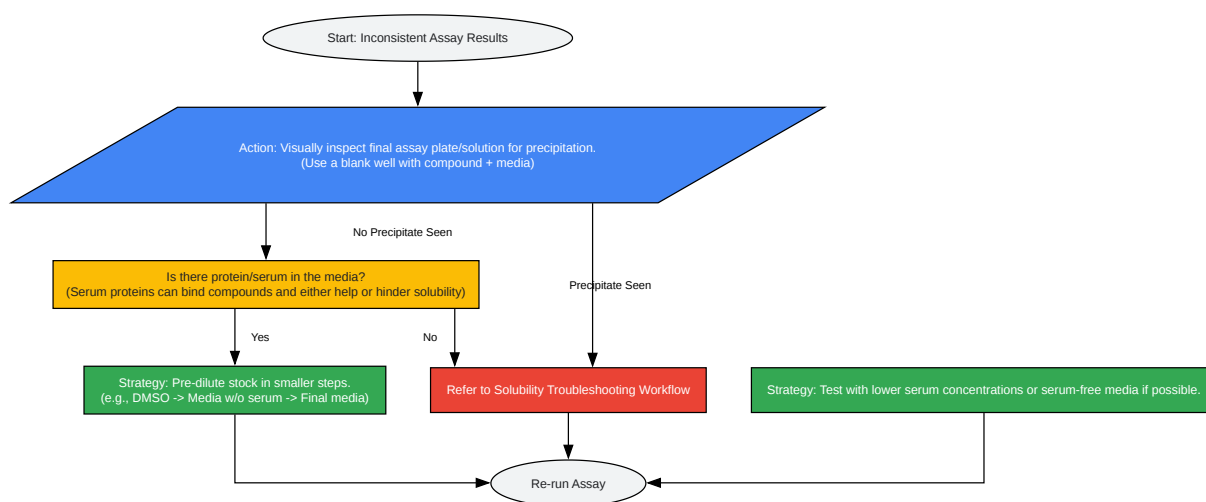 Start: Inconsistent Assay Results
Action: Visually inspect final assay plate/solution for precipitation.
(Use a blank well with compound + media)
No Precipitate Seen
Is there protein/serum in the media?
(Serum proteins can bind compounds and either help or hinder solubility)
Precipitate Seen
Yes
No
Strategy: Pre-dilute stock in smaller steps.
(e.g., DMSO -> Media w/o serum -> Final media)
Refer to Solubility Troubleshooting Workflow
Strategy: Test with lower serum concentrations or serum-free media if possible.
Re-run Assay